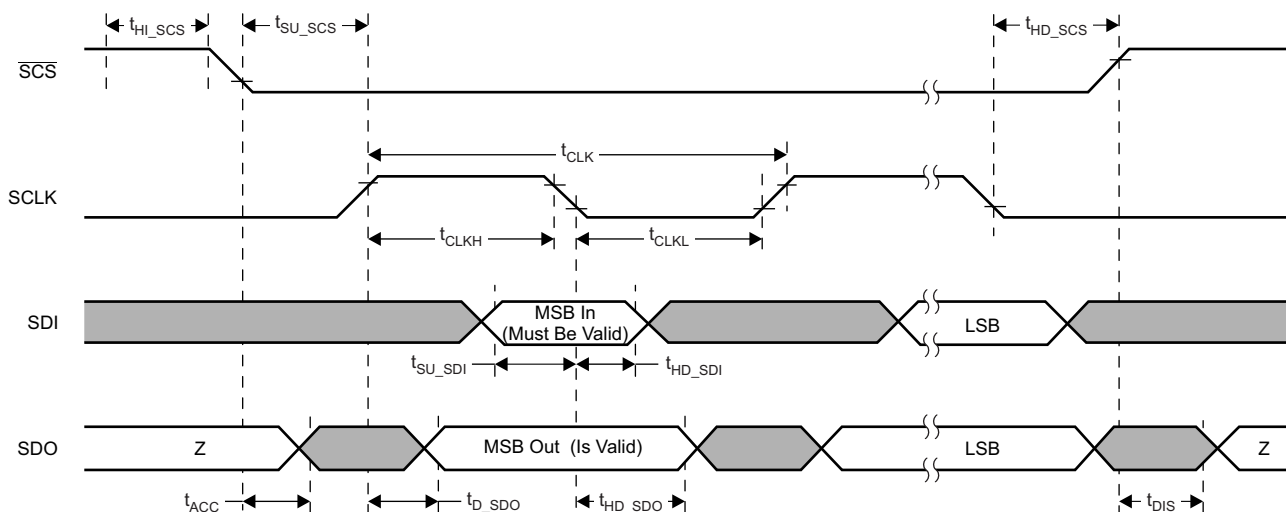 tHI_SCS tSU_SCS tHD_SCS
SCS
tCLK
SCLK
tCLKH tCLKL
SDI MSB In LSB
(Must Be Valid)
tSU_SDI tHD_SDI
SDO Z MSB Out (Is Valid) LSB Z
tACC tD_SDO tHD_SDO tDIS